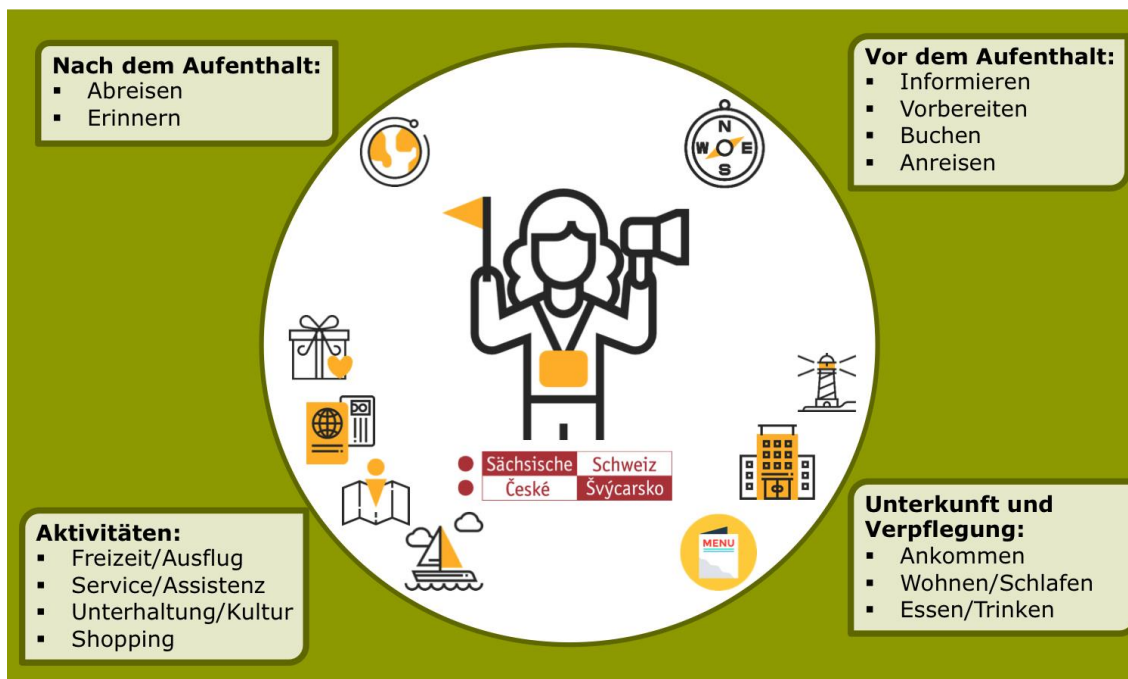 Nach dem Aufenthalt:
▪ Abreisen
▪ Erinnern
Vor dem Aufenthalt:
▪ Informieren
▪ Vorbereiten
▪ Buchen
▪ Anreisen
N
W E
S
Sächsische Schweiz
České Švýcarsko
MENU
Aktivitäten:
▪ Freizeit/Ausflug
▪ Service/Assistenz
▪ Unterhaltung/Kultur
▪ Shopping
Unterkunft und
Verpflegung:
▪ Ankommen
▪ Wohnen/Schlafen
▪ Essen/Trinken